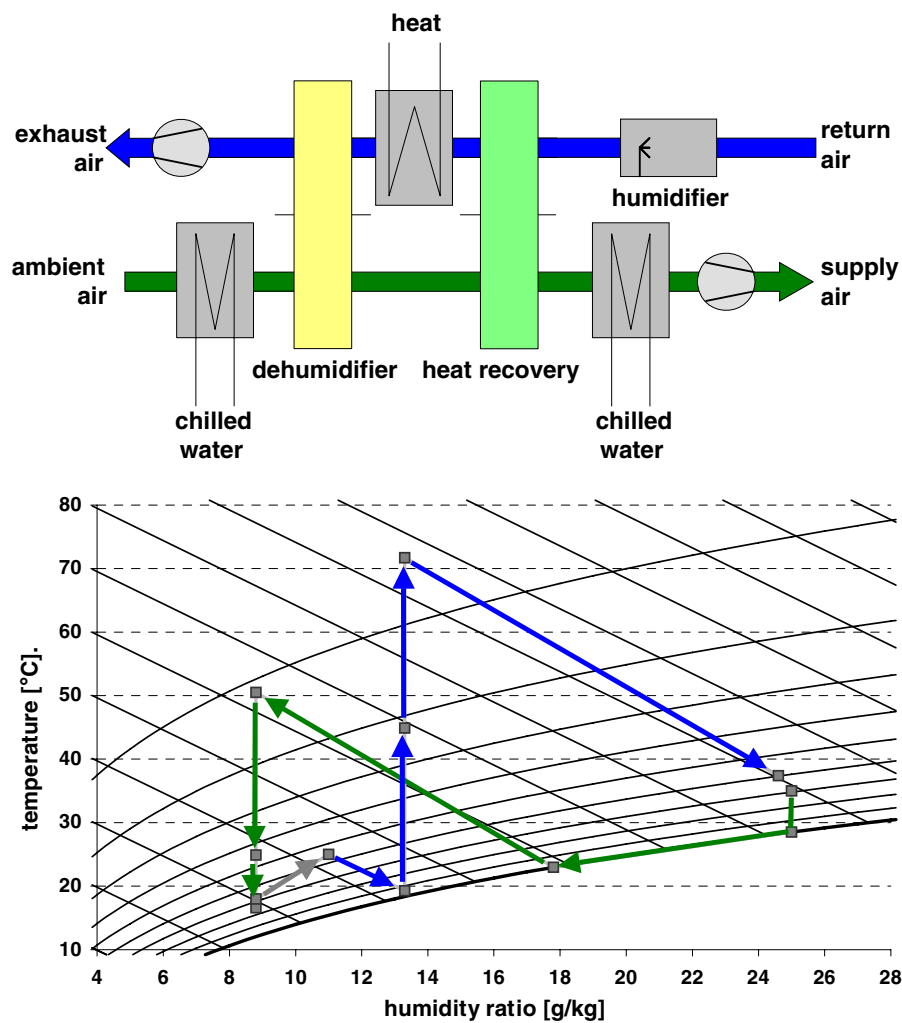 heat
exhaust
air
return
air
humidifier
ambient
air
supply
air
dehumidifier
heat recovery
chilled
water
chilled
water
80
70
60
50
40
30
20
10
temperature [°C].
4
6
8
10
12
14
16
18
20
22
24
26
28
humidity ratio [g/kg]